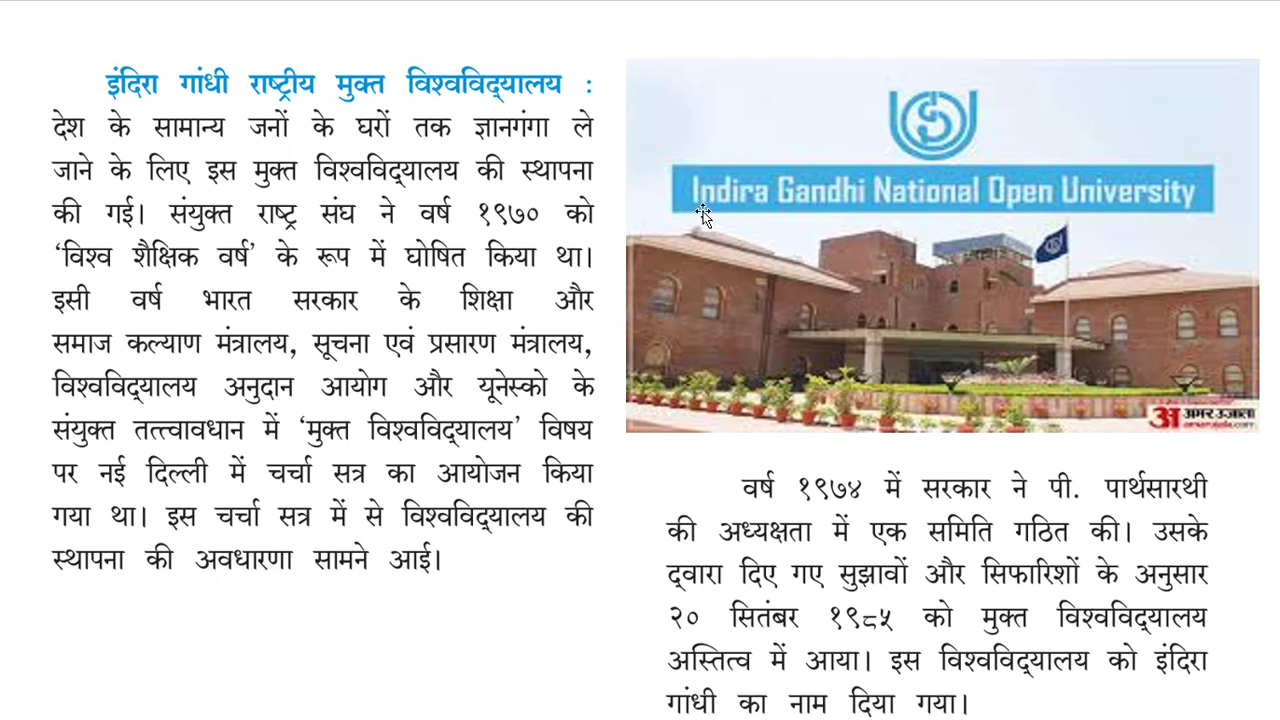 इंदिरा गांधी राष्ट्रीय मुक्त विश्वविद्यालय :
देश के सामान्य जनों के घरों तक ज्ञानगंगा ले
जाने के लिए इस मुक्त विश्वविद्यालय की स्थापना
की गई। संयुक्त राष्ट्र संघ ने वर्ष १९७० को
‘विश्व शैक्षिक वर्ष’ के रूप में घोषित किया था।
इसी वर्ष भारत सरकार के शिक्षा और
समाज कल्याण मंत्रालय, सूचना एवं प्रसारण मंत्रालय,
विश्वविद्यालय अनुदान आयोग और यूनेस्को के
संयुक्त तत्त्वावधान में ‘मुक्त विश्वविद्यालय’ विषय
पर नई दिल्ली में चर्चा सत्र का आयोजन किया
गया था। इस चर्चा सत्र में से विश्वविद्यालय की
स्थापना की अवधारणा सामने आई।
Indira Gandhi National Open University
अ अमर उजाला
amarujala.com
वर्ष १९७४ में सरकार ने पी. पार्थसारथी
की अध्यक्षता में एक समिति गठित की। उसके
द्वारा दिए गए सुझावों और सिफारिशों के अनुसार
२० सितंबर १९८५ को मुक्त विश्वविद्यालय
अस्तित्व में आया। इस विश्वविद्यालय को इंदिरा
गांधी का नाम दिया गया।